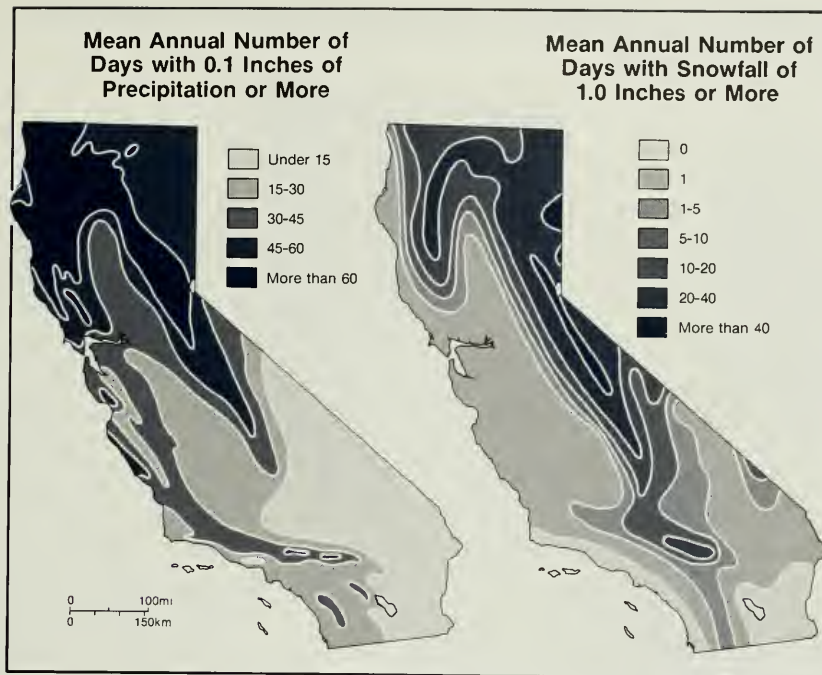 Mean Annual Number of
Days with 0.1 Inches of
Precipitation or More
Under 15
15-30
30-45
45-60
More than 60
0 100mi
0 150km
Mean Annual Number of
Days with Snowfall of
1.0 Inches or More
0
1
1-5
5-10
10-20
20-40
More than 40